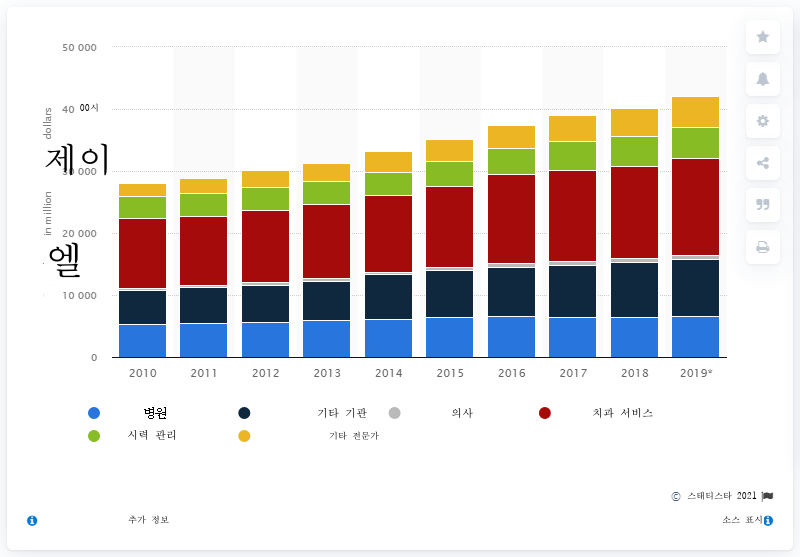 50 000
40 00시
dollars
제이
30 000
in million
20 000
엘
10 000
0
2010 2011 2012 2013 2014 2015 2016 2017 2018 2019*
병원 기타 기관 의사 치과 서비스
시력 관리 기타 전문가
© 스태티스타 2021
추가 정보 소스 표시